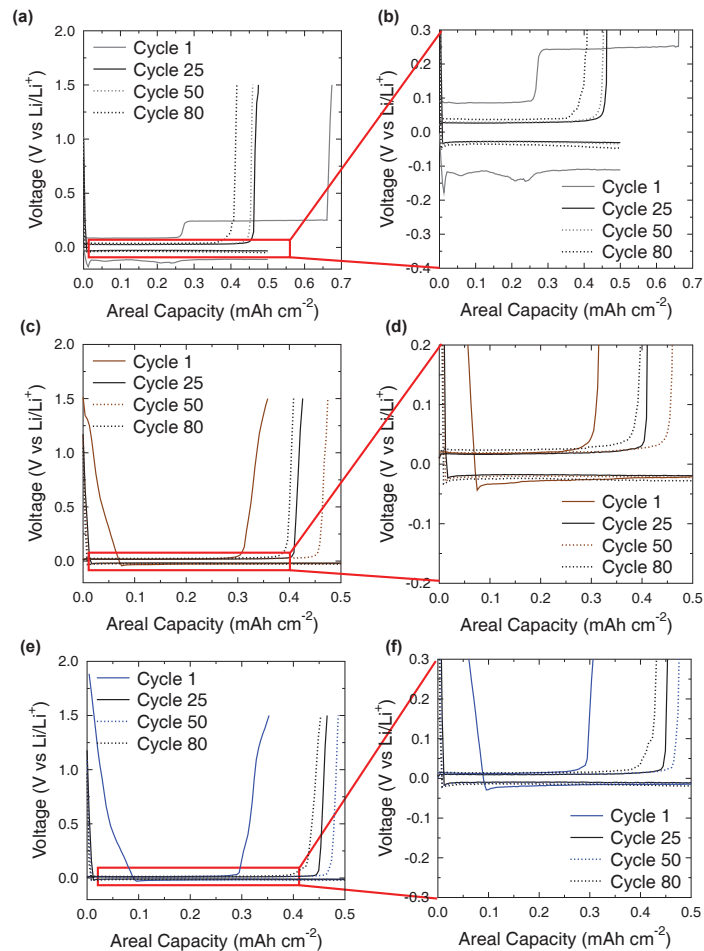 (a)
Voltage (V vs Li/Li⁺)
2.0
1.5
1.0
0.5
0.0
Cycle 1
Cycle 25
Cycle 50
Cycle 80
0.0 0.1 0.2 0.3 0.4 0.5 0.6 0.7
Areal Capacity (mAh cm⁻²)
(b)
Voltage (V vs Li/Li⁺)
0.3
0.2
0.1
0.0
-0.1
-0.2
-0.3
-0.4
Cycle 1
Cycle 25
Cycle 50
Cycle 80
0.0 0.1 0.2 0.3 0.4 0.5 0.6 0.7
Areal Capacity (mAh cm⁻²)
(c)
Voltage (V vs Li/Li⁺)
2.0
1.5
1.0
0.5
0.0
Cycle 1
Cycle 25
Cycle 50
Cycle 80
0.0 0.1 0.2 0.3 0.4 0.5
Areal Capacity (mAh cm⁻²)
(d)
Voltage (V vs Li/Li⁺)
0.2
0.1
0.0
-0.1
-0.2
Cycle 1
Cycle 25
Cycle 50
Cycle 80
0.0 0.1 0.2 0.3 0.4 0.5
Areal Capacity (mAh cm⁻²)
(e)
Voltage (V vs Li/Li⁺)
2.0
1.5
1.0
0.5
0.0
Cycle 1
Cycle 25
Cycle 50
Cycle 80
0.0 0.1 0.2 0.3 0.4 0.5
Areal Capacity (mAh cm⁻²)
(f)
Voltage (V vs Li/Li⁺)
0.3
0.2
0.1
0.0
-0.1
-0.2
-0.3
Cycle 1
Cycle 25
Cycle 50
Cycle 80
0.0 0.1 0.2 0.3 0.4 0.5
Areal Capacity (mAh cm⁻²)